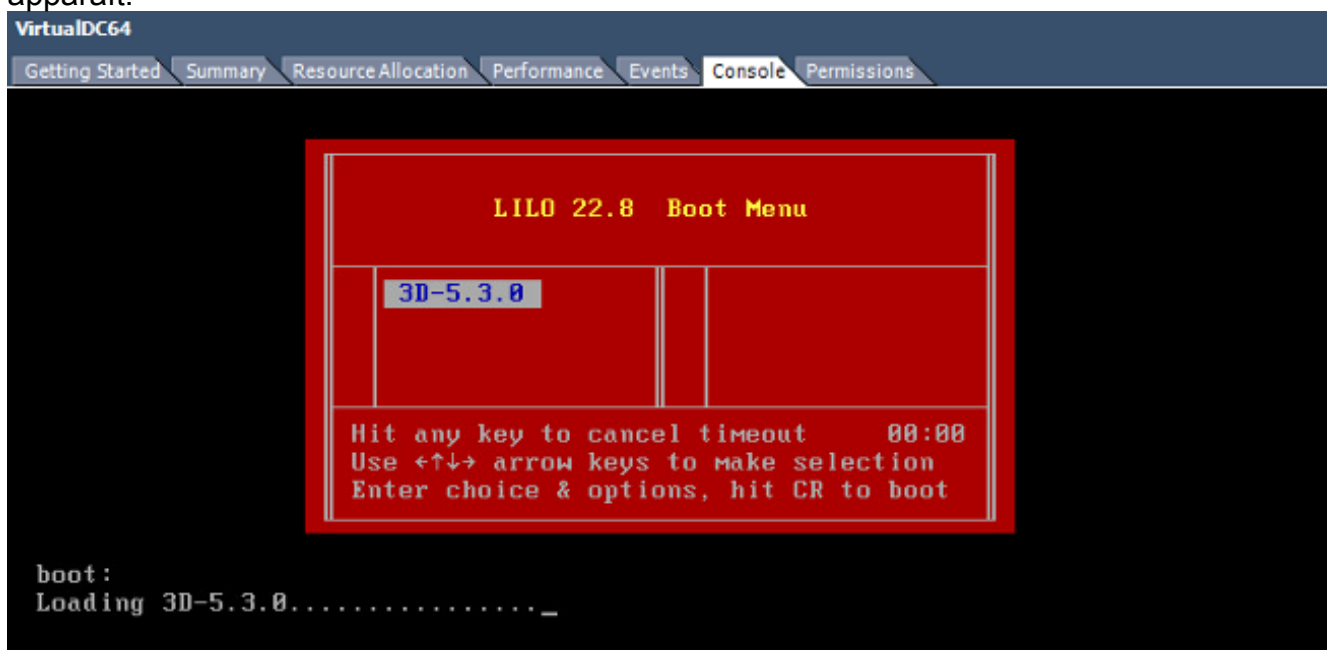 apparaît.
VirtualDC64
Getting Started Summary Resource Allocation Performance Events Console Permissions
LILO 22.8 Boot Menu
3D-5.3.0
Hit any key to cancel timeout 00:00
Use ←↑↓→ arrow keys to make selection
Enter choice & options, hit CR to boot
boot:
Loading 3D-5.3.0................_